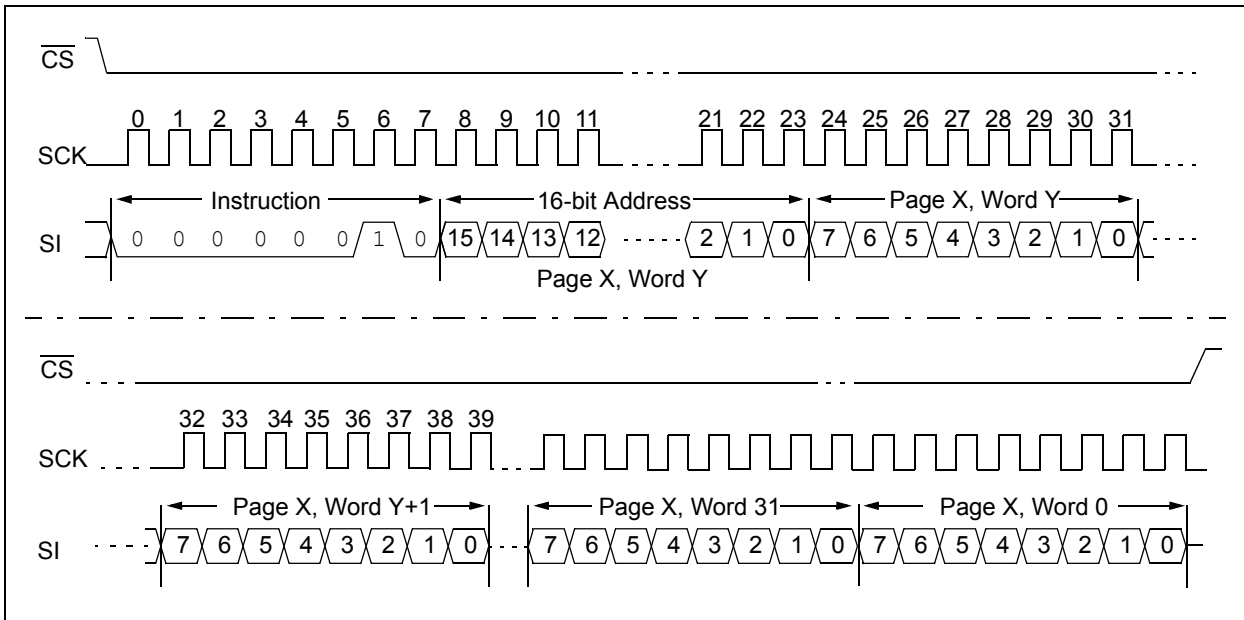 CS
0 1 2 3 4 5 6 7 8 9 10 11 21 22 23 24 25 26 27 28 29 30 31
SCK
Instruction 16-bit Address Page X, Word Y
SI 0 0 0 0 0 0 1 0 15 14 13 12 2 1 0 7 6 5 4 3 2 1 0
Page X, Word Y
CS
32 33 34 35 36 37 38 39
SCK
Page X, Word Y+1 Page X, Word 31 Page X, Word 0
SI 7 6 5 4 3 2 1 0 7 6 5 4 3 2 1 0 7 6 5 4 3 2 1 0